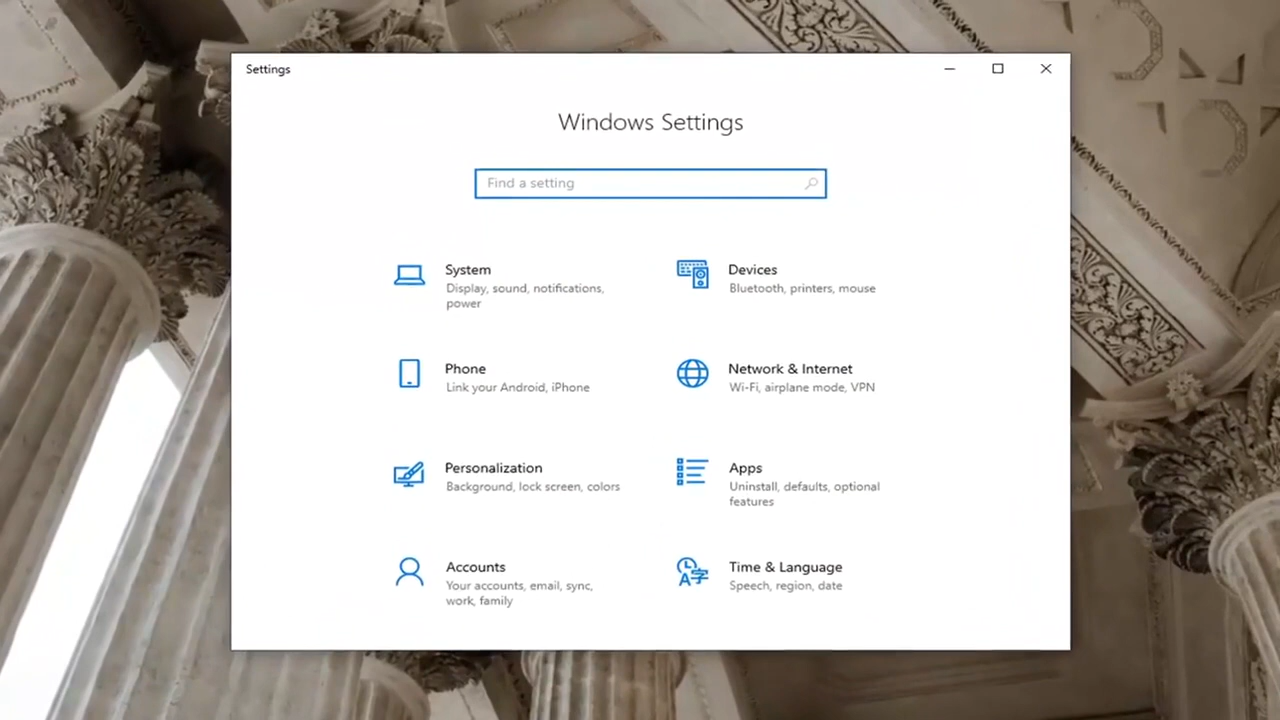 Settings
Windows Settings
Find a setting
System
Display, sound, notifications,
power
Devices
Bluetooth, printers, mouse
Phone
Link your Android, iPhone
Network & Internet
Wi-Fi, airplane mode, VPN
Personalization
Background, lock screen, colors
Apps
Uninstall, defaults, optional
features
Accounts
Your accounts, email, sync,
work, family
Time & Language
Speech, region, date